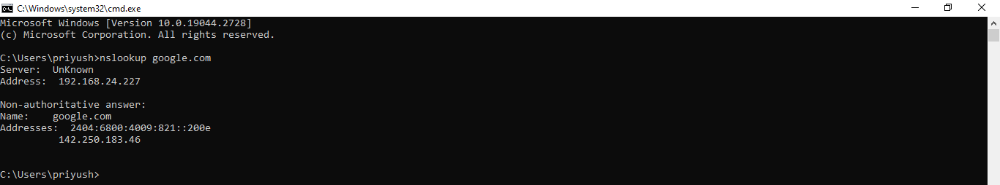 C:\Windows\system32\cmd.exe
Microsoft Windows [Version 10.0.19044.2728]
(c) Microsoft Corporation. All rights reserved.
C:\Users\priyush>nslookup google.com
Server:  UnKnown
Address:  192.168.24.227
Non-authoritative answer:
Name:    google.com
Addresses:  2404:6800:4009:821::200e
          142.250.183.46
C:\Users\priyush>